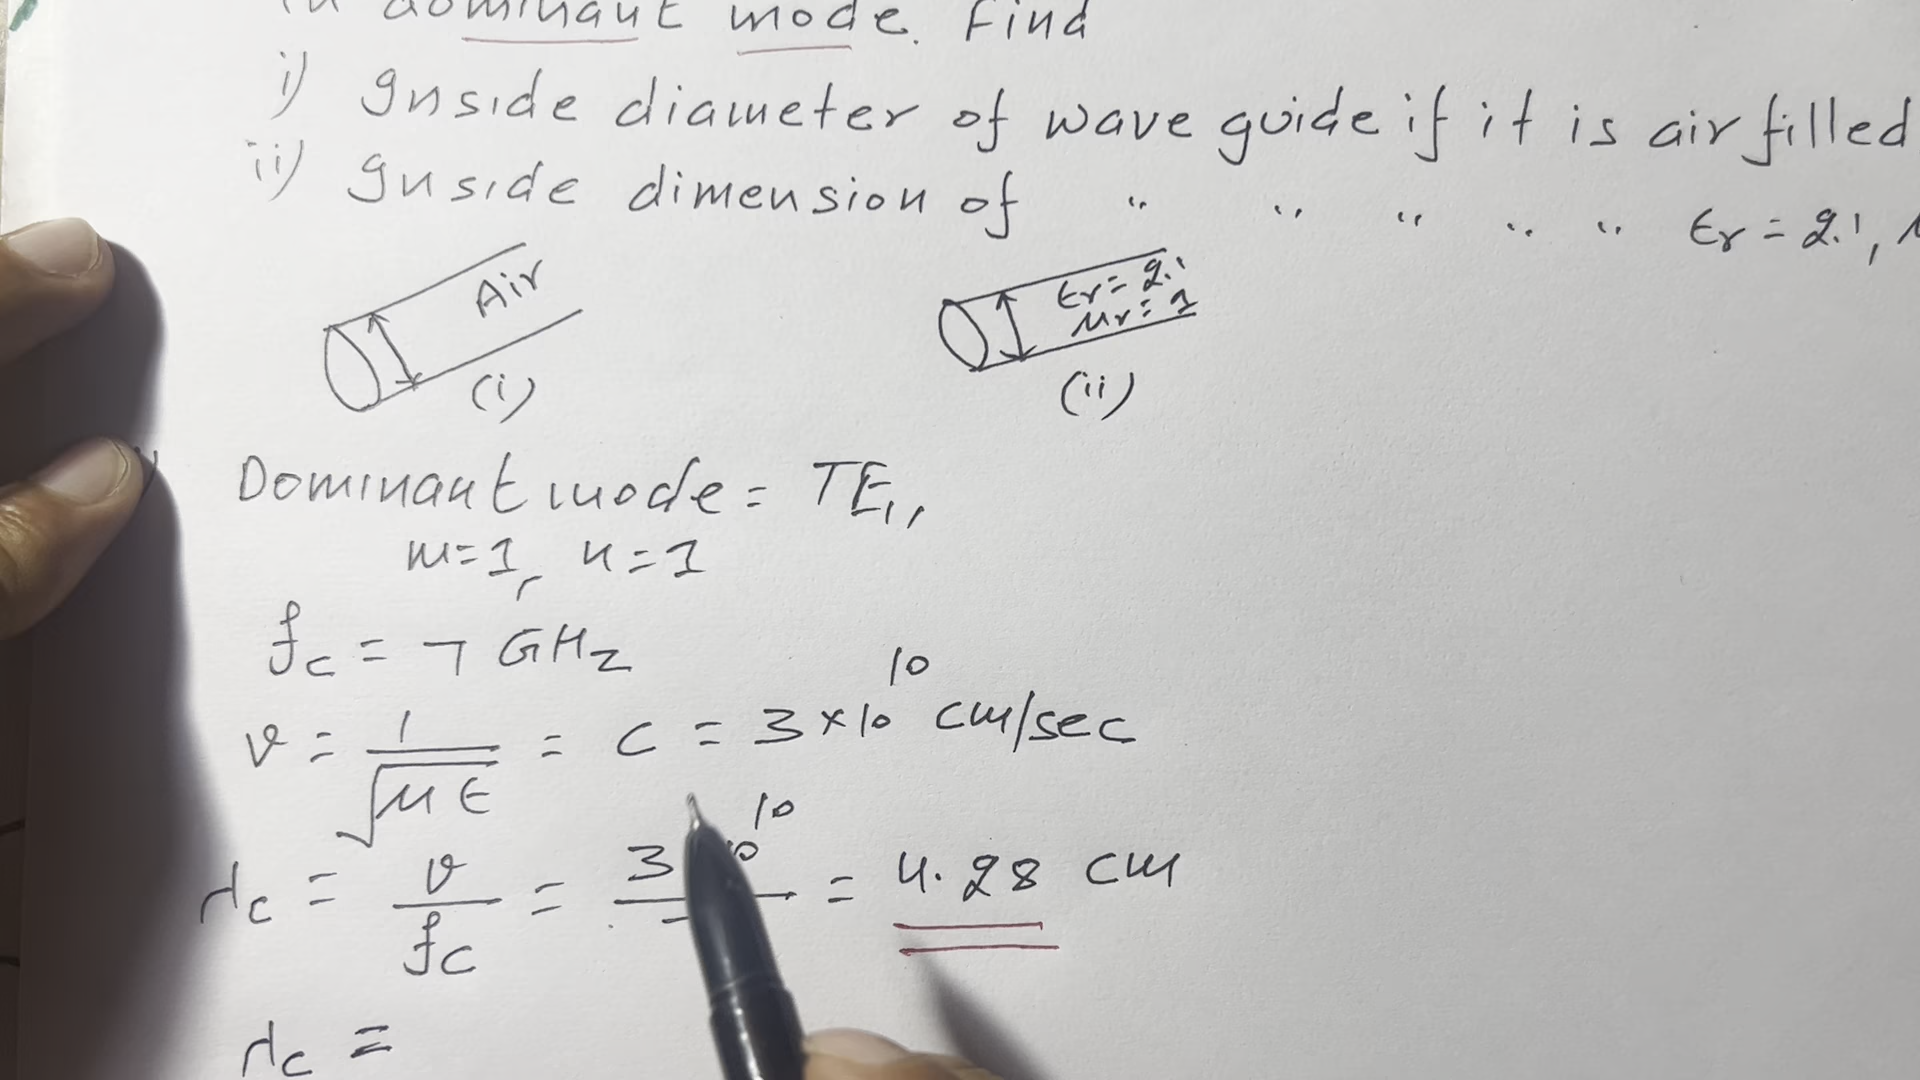 in dominant mode. Find
i) Inside diameter of wave guide if it is air filled
ii) Inside dimension of " " " " " εr = 2.1,
Air
(i)
εr = 2.1
μr = 1
(ii)
Dominant mode = TE11
m=1, n=1
fc = 7 GHz
v = 1/√με = c = 3×10^10 cm/sec
λc = v/fc = 3 10^10 = 4.28 cm
λc =